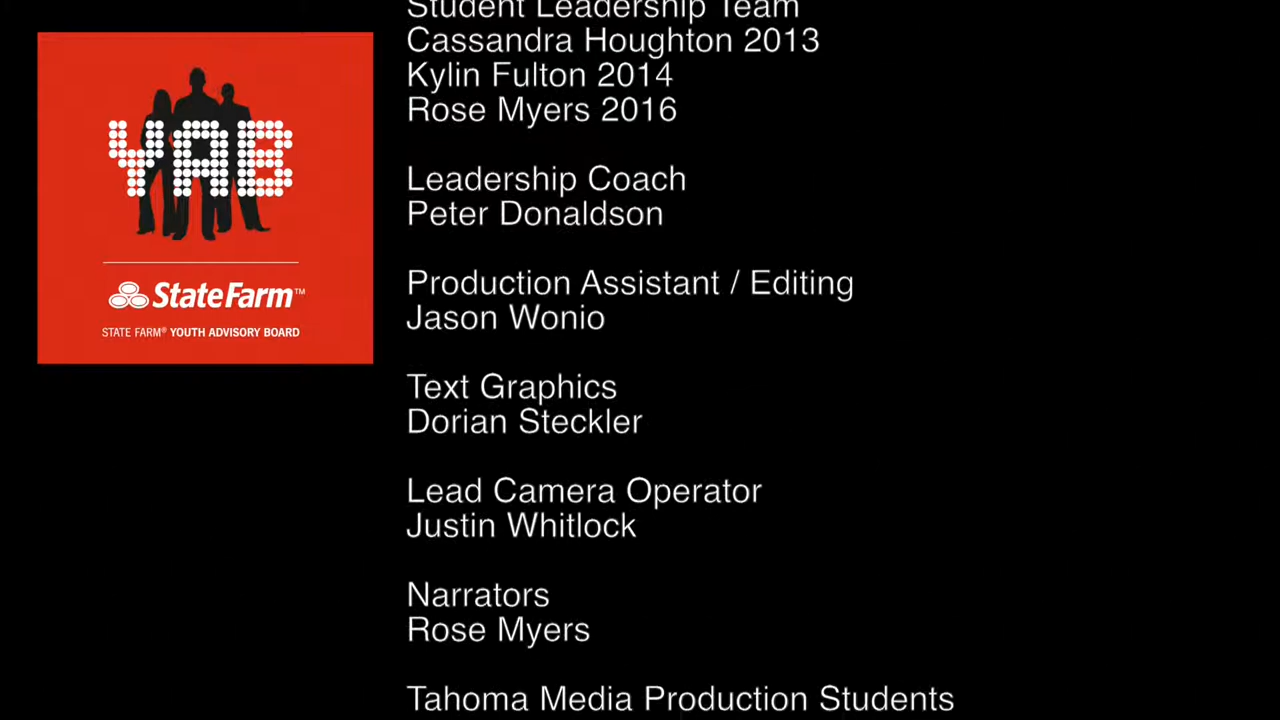 Student Leadership Team
Cassandra Houghton 2013
Kylin Fulton 2014
Rose Myers 2016
Leadership Coach
Peter Donaldson
Production Assistant / Editing
Jason Wonio
Text Graphics
Dorian Steckler
Lead Camera Operator
Justin Whitlock
Narrators
Rose Myers
Tahoma Media Production Students
YAB
StateFarm™
STATE FARM® YOUTH ADVISORY BOARD